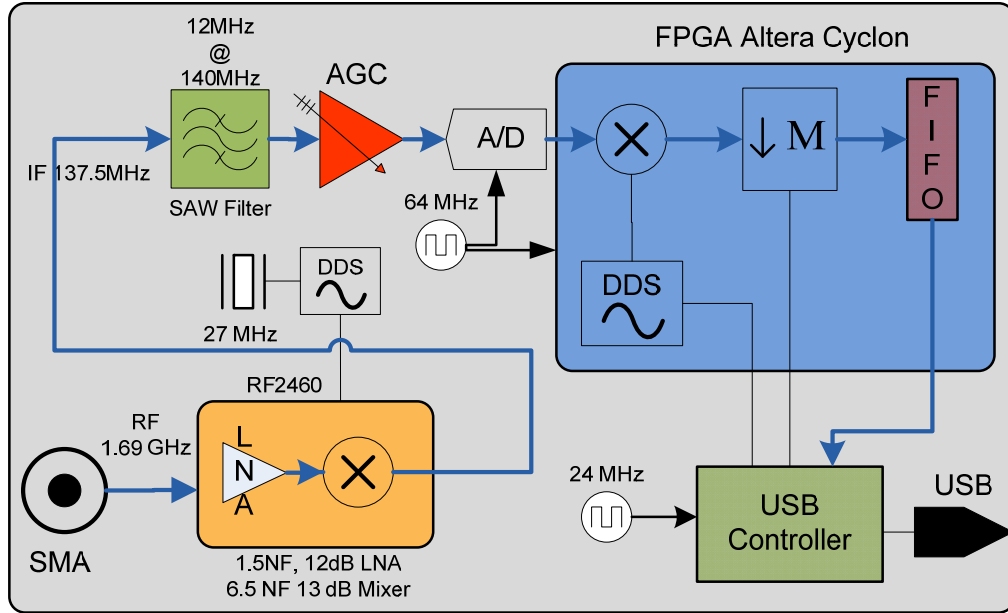 12MHz
@
140MHz
AGC
FPGA Altera Cyclon
A/D
M
F
I
F
O
IF 137.5MHz
SAW Filter
64 MHz
DDS
DDS
27 MHz
RF2460
RF
1.69 GHz
L
N
A
24 MHz
USB
Controller
USB
SMA
1.5NF, 12dB LNA
6.5 NF 13 dB Mixer